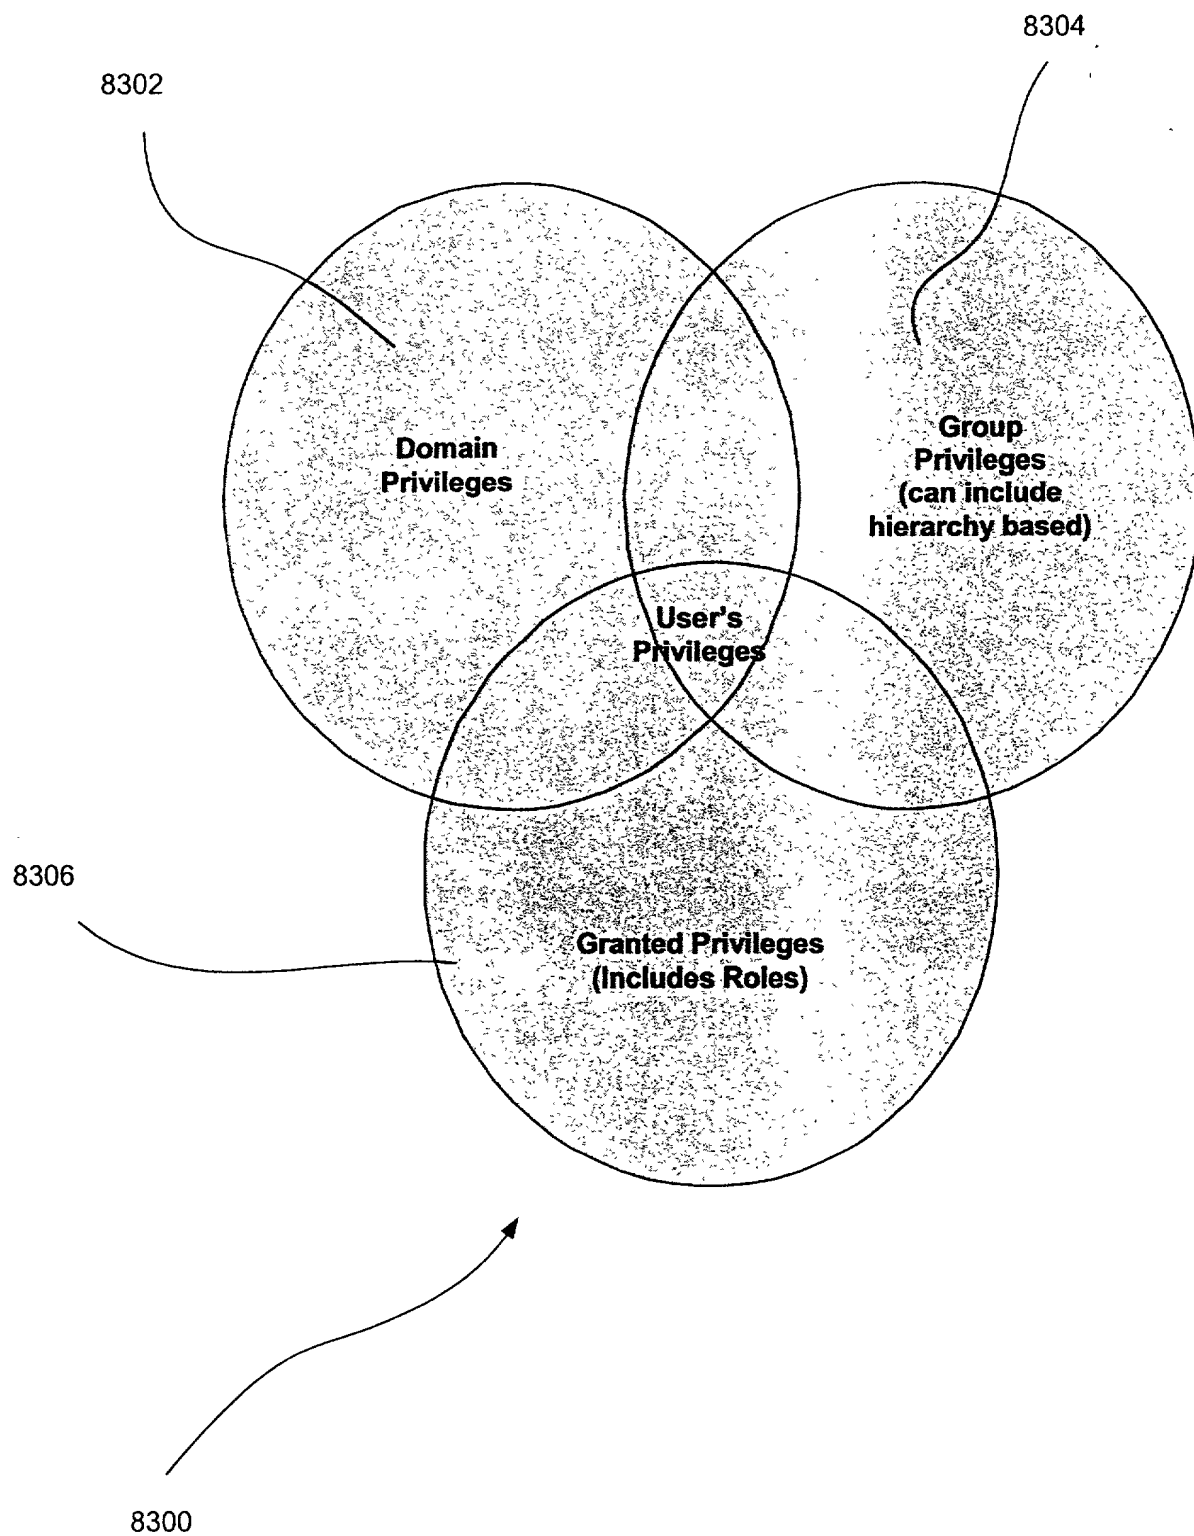 8304
8302
Domain
Privileges
Group
Privileges
(can include
hierarchy based)
User's
Privileges
8306
Granted Privileges
(Includes Roles)
8300